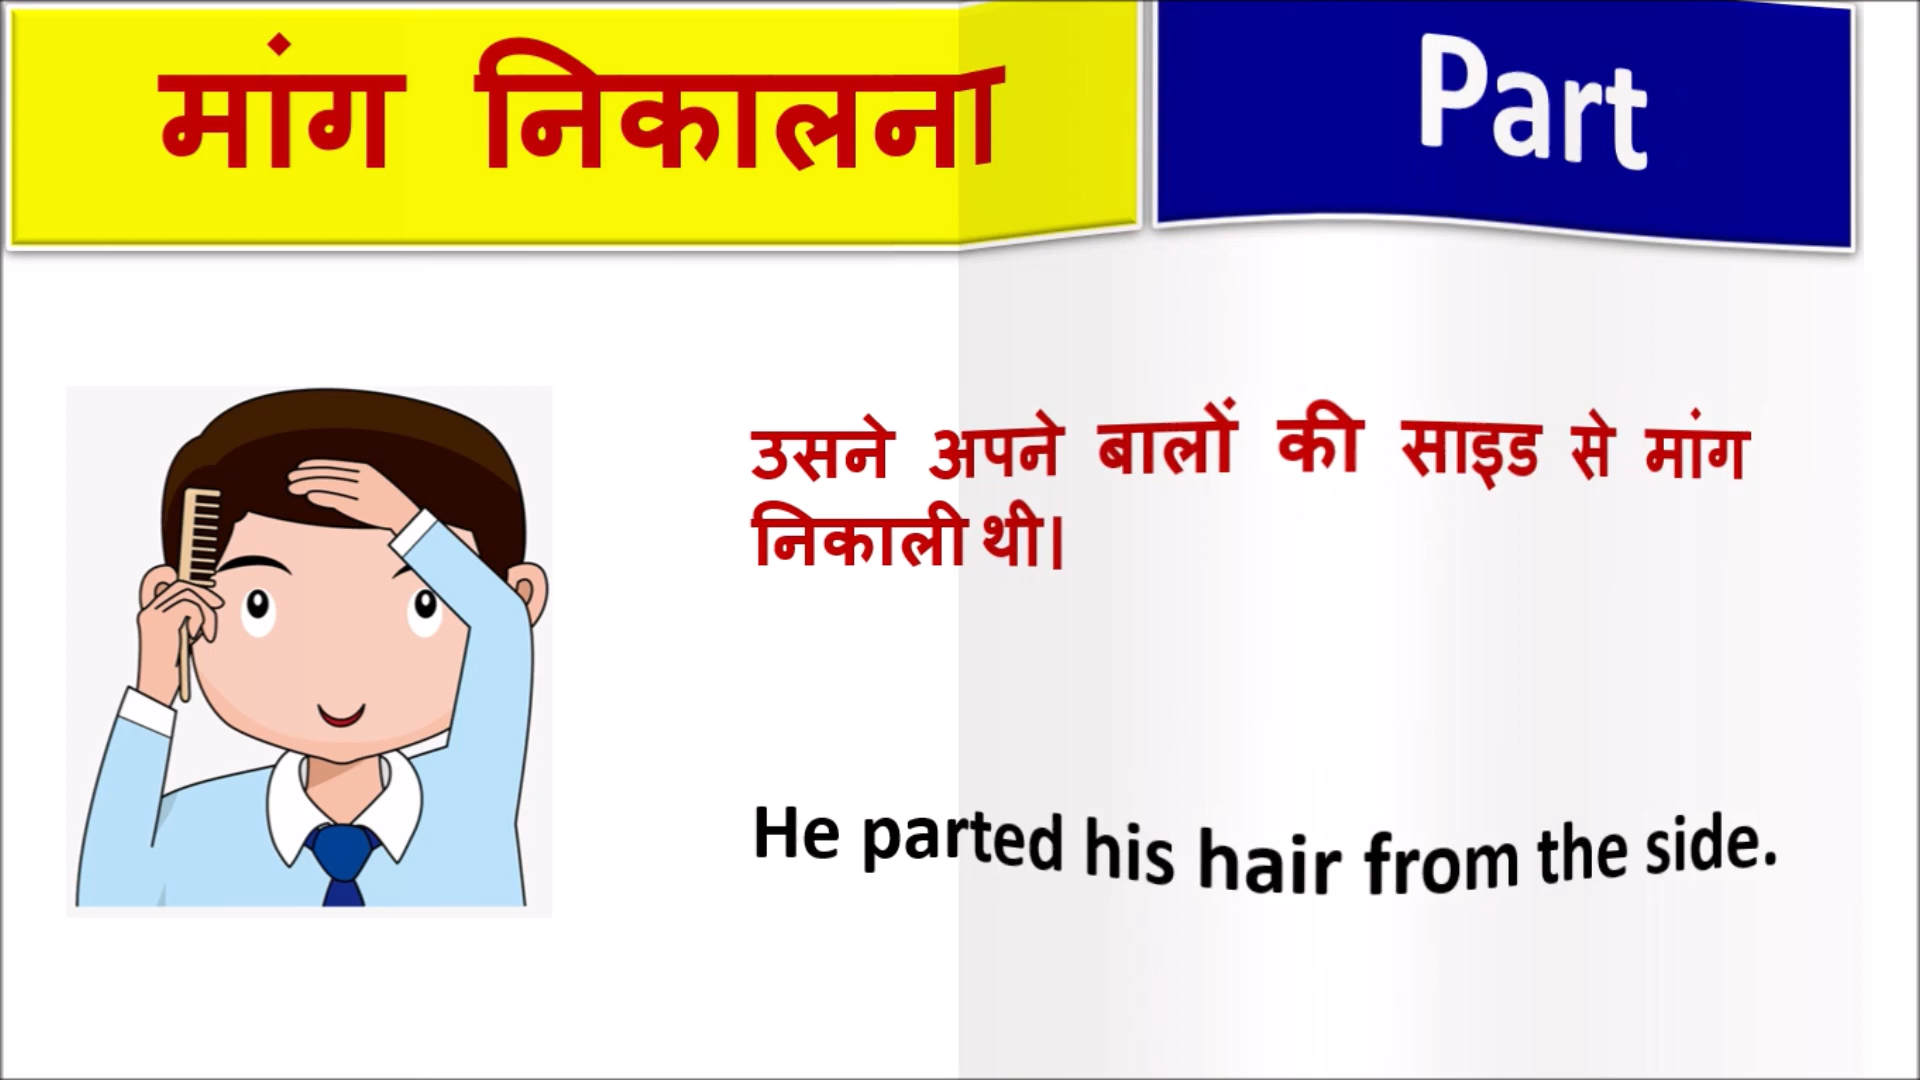 मांग निकालना
Part
उसने अपने बालों की साइड से मांग
निकाली थी।
He parted his hair from the side.